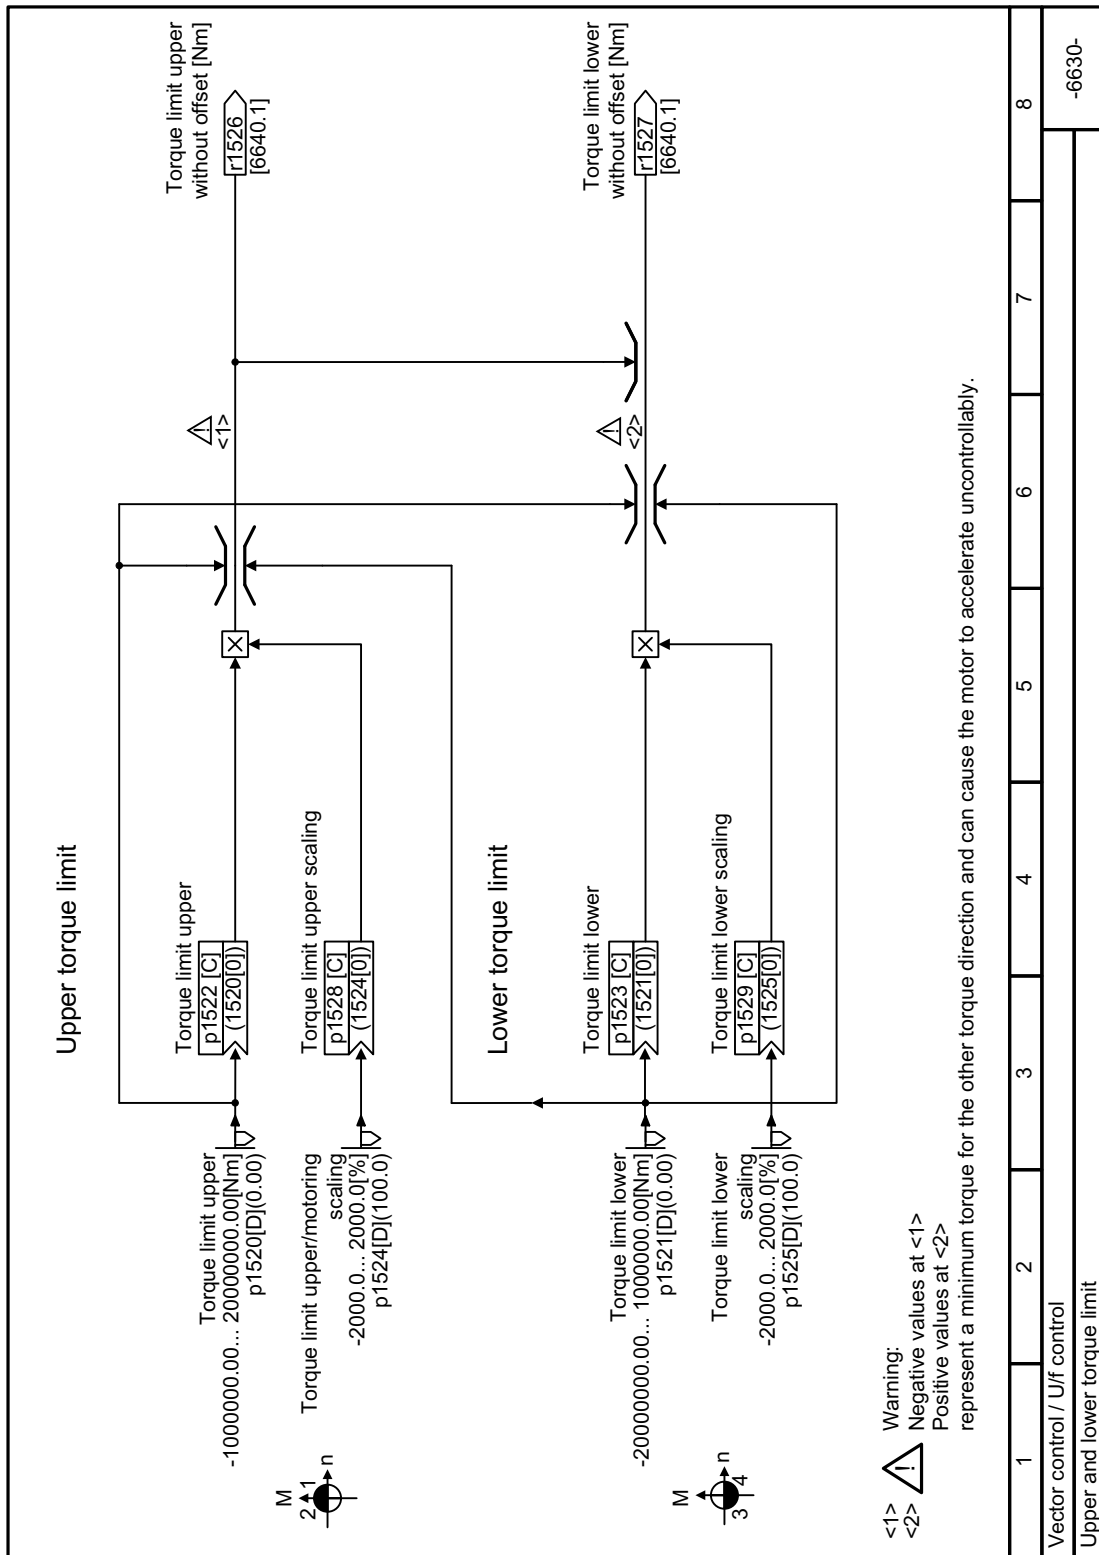 Upper torque limit
Torque limit upper
without offset [Nm]
r1526
[6640.1]
Torque limit upper
-1000000.00... 20000000.00[Nm]
p1520[D](0.00)
Torque limit upper
p1522 [C]
(1520[0])
<1>
Torque limit upper/motoring
scaling
-2000.0... 2000.0[%]
p1524[D](100.0)
Torque limit upper scaling
p1528 [C]
(1524[0])
M
2 1
n
Lower torque limit
Torque limit lower
without offset [Nm]
r1527
[6640.1]
Torque limit lower
-20000000.00... 1000000.00[Nm]
p1521[D](0.00)
Torque limit lower
p1523 [C]
(1521[0])
<2>
Torque limit lower
scaling
-2000.0... 2000.0[%]
p1525[D](100.0)
Torque limit lower scaling
p1529 [C]
(1525[0])
M
n
3 4
<1>
<2>
Warning:
Negative values at <1>
Positive values at <2>
represent a minimum torque for the other torque direction and can cause the motor to accelerate uncontrollably.
1 2 3 4 5 6 7 8
Vector control / U/f control
Upper and lower torque limit
-6630-